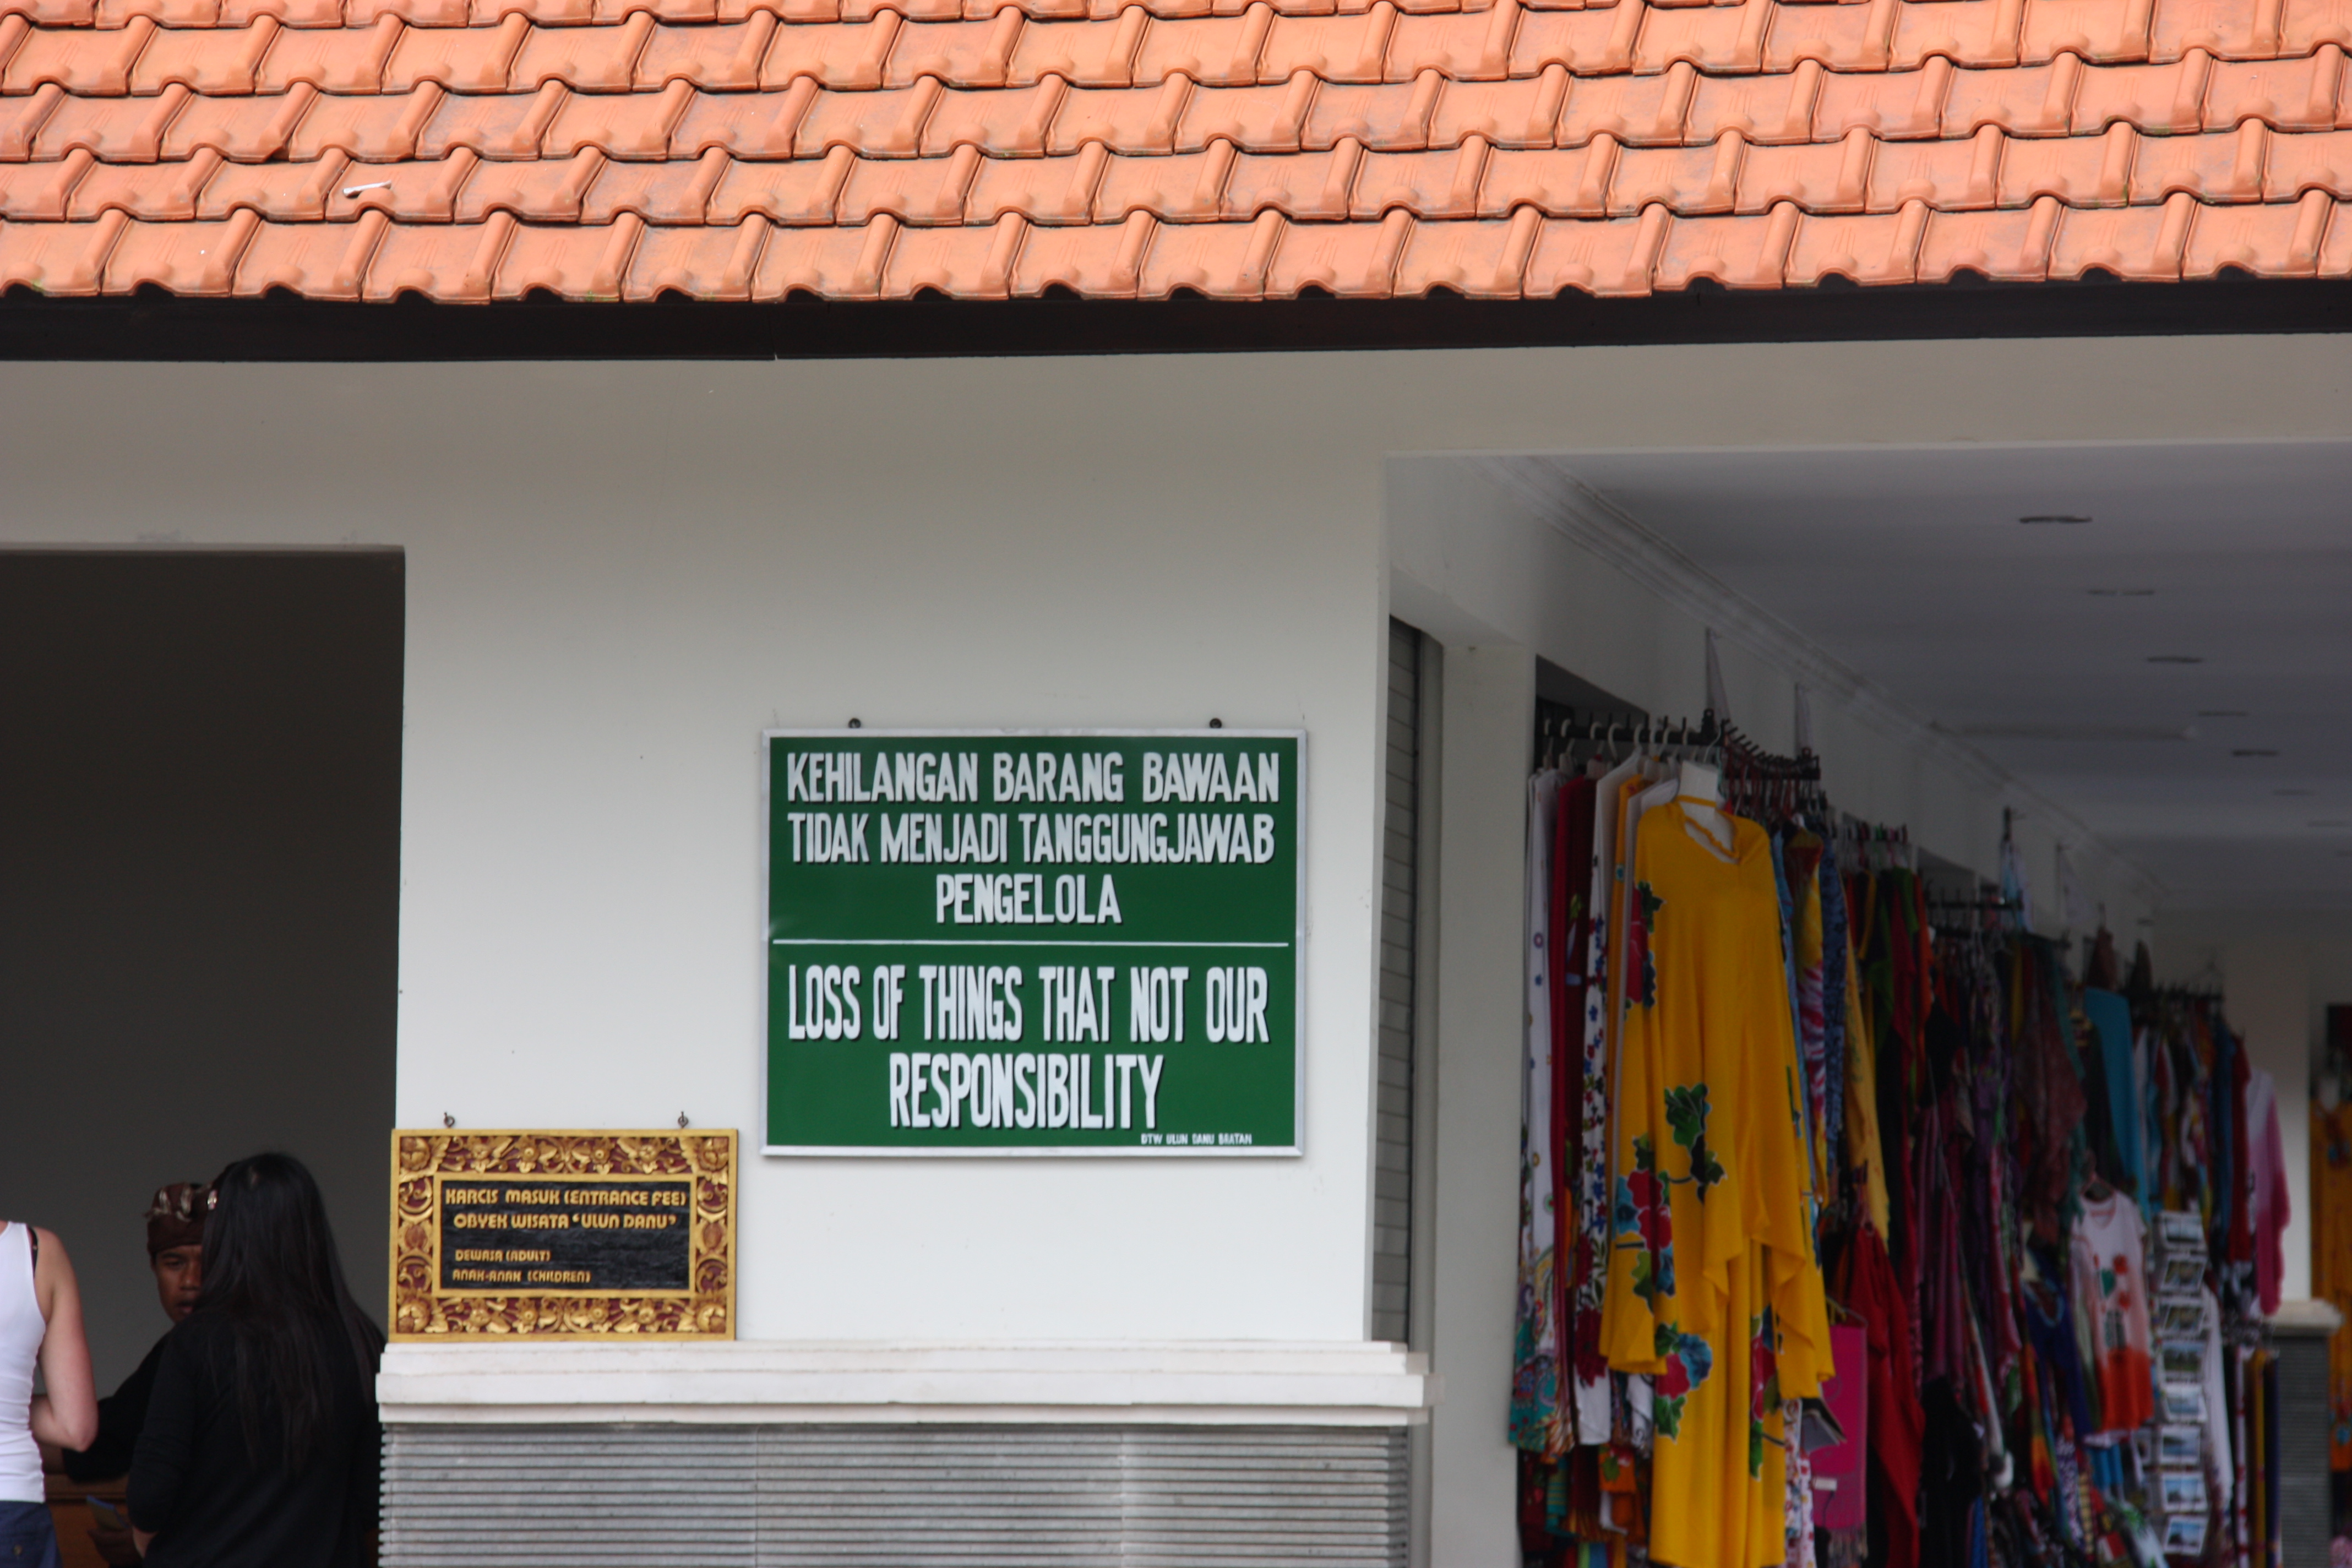 KEHILANGAN BARANG BAWAAN
TIDAK MENJADI TANGGUNGJAWAB
PENGELOLA
LOSS OF THINGS THAT NOT OUR
RESPONSIBILITY
DTW ULUN DANU BRATAN
KARCIS MASUK (ENTRANCE FEE)
OBYEK WISATA "ULUN DANU"
DEWASA (ADULT)
ANAK-ANAK (CHILDREN)